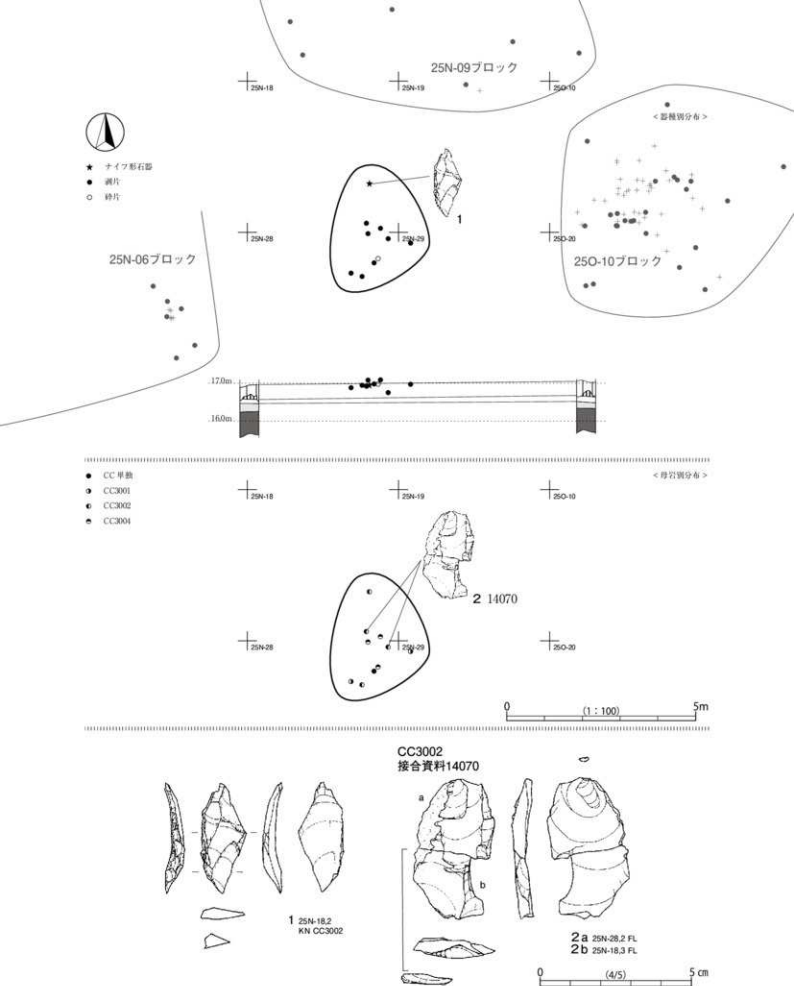 25N-09ブロック
25N-18
25N-19
25O-10
<器種別分布>
★ ナイフ形石器
● 剥片
○ 砕片
1
25N-28
25N-29
25O-20
25N-06ブロック
25O-10ブロック
17.0m
16.0m
CC 単独
CC3001
CC3002
CC3004
<母岩別分布>
25N-18
25N-19
25O-10
2 14070
25N-28
25N-29
25O-20
0 (1:100) 5m
CC3002
接合資料14070
a
b
1 25N-18,2
KN CC3002
2a 25N-28,2 FL
2b 25N-18,3 FL
0 (4/5) 5 cm